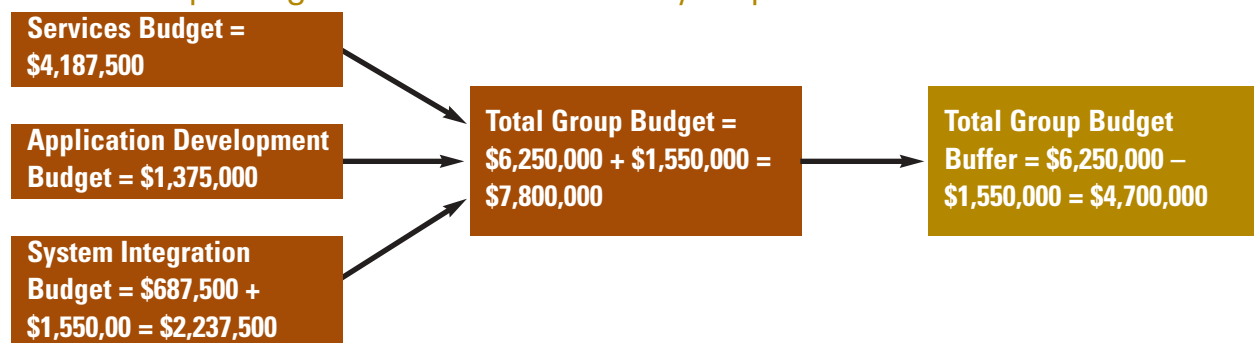 Services Budget =
$4,187,500
Application Development
Budget = $1,375,000
System Integration
Budget = $687,500 +
$1,550,00 = $2,237,500
Total Group Budget =
$6,250,000 + $1,550,000 =
$7,800,000
Total Group Budget
Buffer = $6,250,000 –
$1,550,000 = $4,700,000